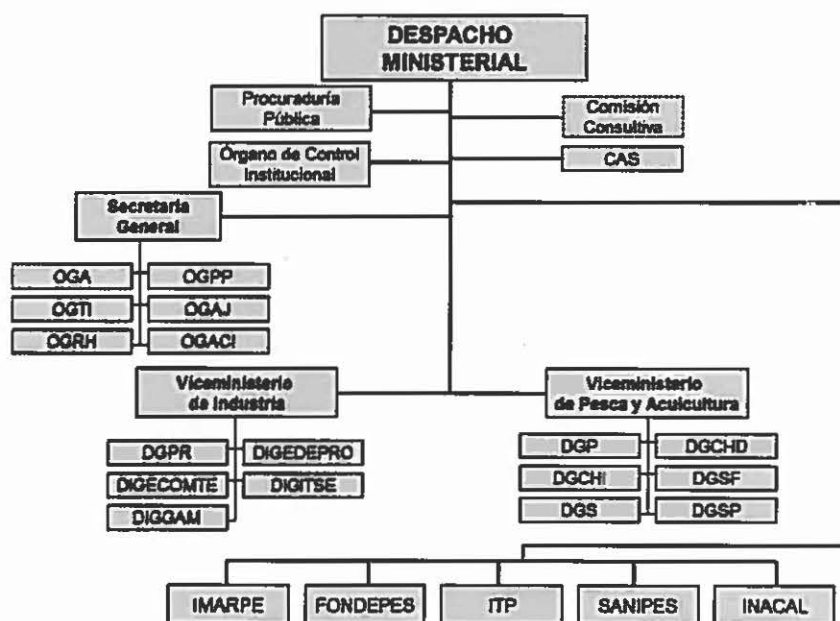 DESPACHO
MINISTERIAL
Procuraduría
Pública
Comisión
Consultiva
Órgano de Control
Institucional
CAS
Secretaría
General
OGA
OGPP
OGTI
OGAJ
OGRH
OGACI
Viceministerio
de Industria
Viceministerio
de Pesca y Acuicultura
DGPR
DIGEDEPRO
DIGECOMTE
DIGITSE
DIGGAM
DGP
DGCHD
DGCHI
DGSF
DGS
DGSP
IMARPE
FONDEPES
ITP
SANIPES
INACAL